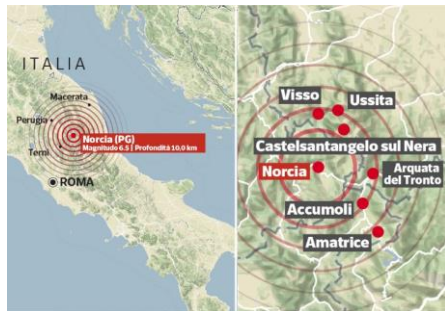 ITALIA
Macerata
Perugia
Norcia (PG)
Magnitudo 6.5 | Profondità 10.0 km
Terni
ROMA
Visso
Ussita
Castelsantangelo sul Nera
Norcia
Arquata
del Tronto
Accumoli
Amatrice